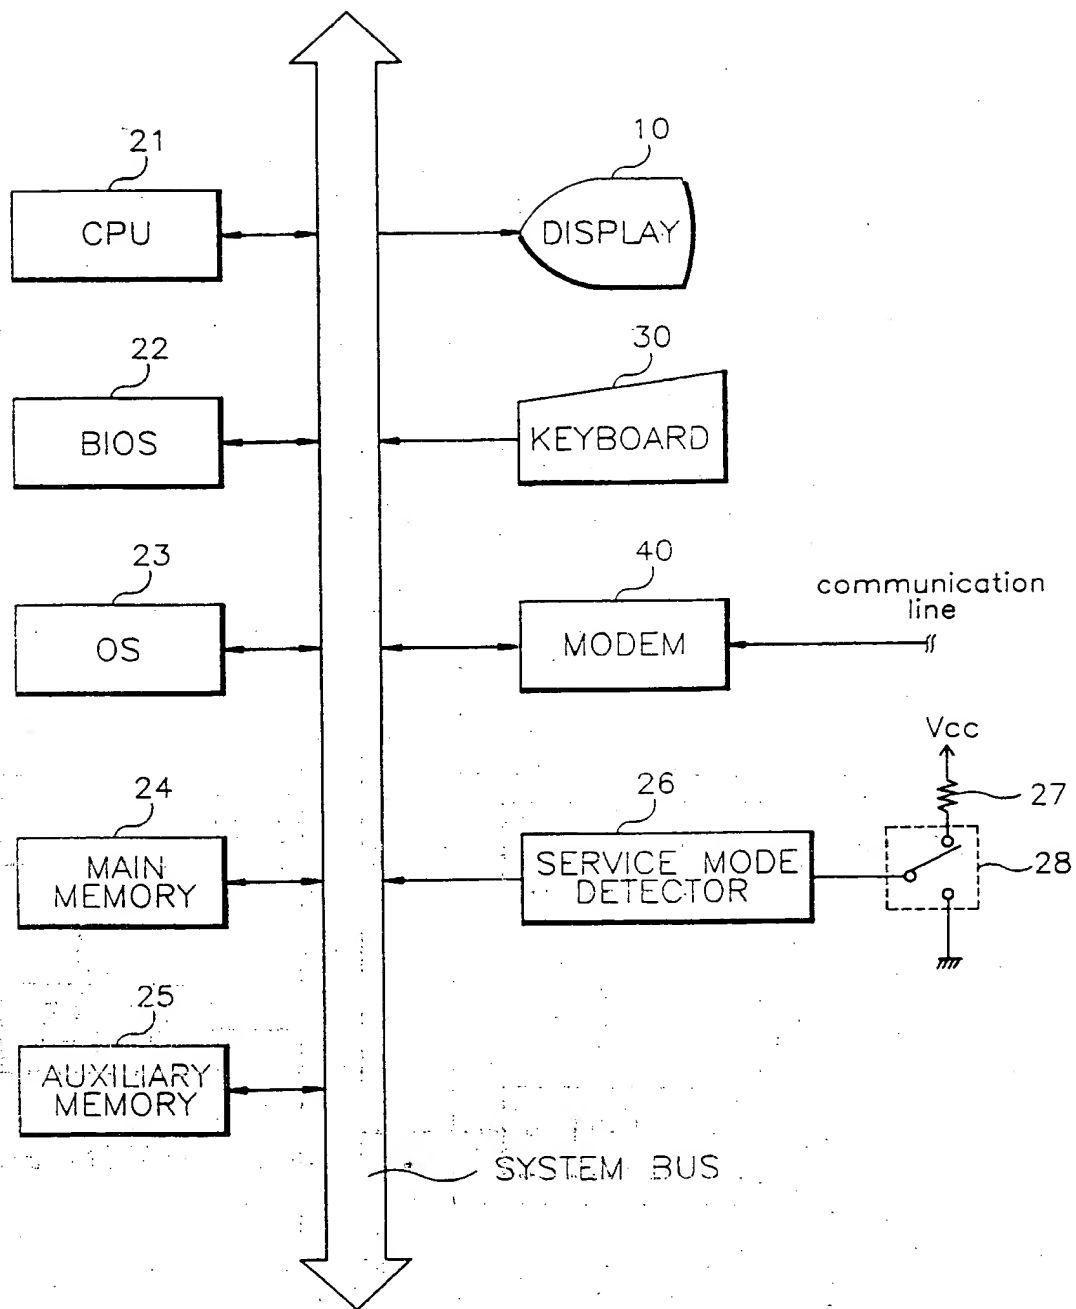 21
CPU
10
DISPLAY
22
BIOS
30
KEYBOARD
23
OS
40
MODEM
communication
line
Vcc
27
24
MAIN
MEMORY
26
SERVICE MODE
DETECTOR
28
25
AUXILIARY
MEMORY
SYSTEM BUS